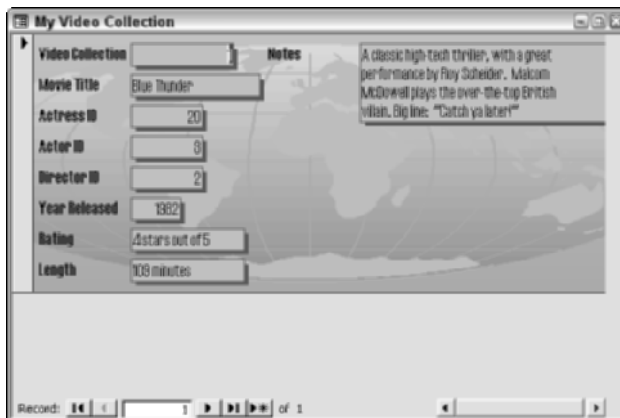 My Video Collection
Video Collection
Movie Title Blue Thunder
Actress ID 20
Actor ID 3
Director ID 2
Year Released 1982
Rating 4 stars out of 5
Length 109 minutes
Notes
A classic high-tech thriller, with a great
performance by Roy Scheider. Malcom
McDowell plays the over-the-top British
villain. Big line: "Catch ya later!"
Record: 1 of 1